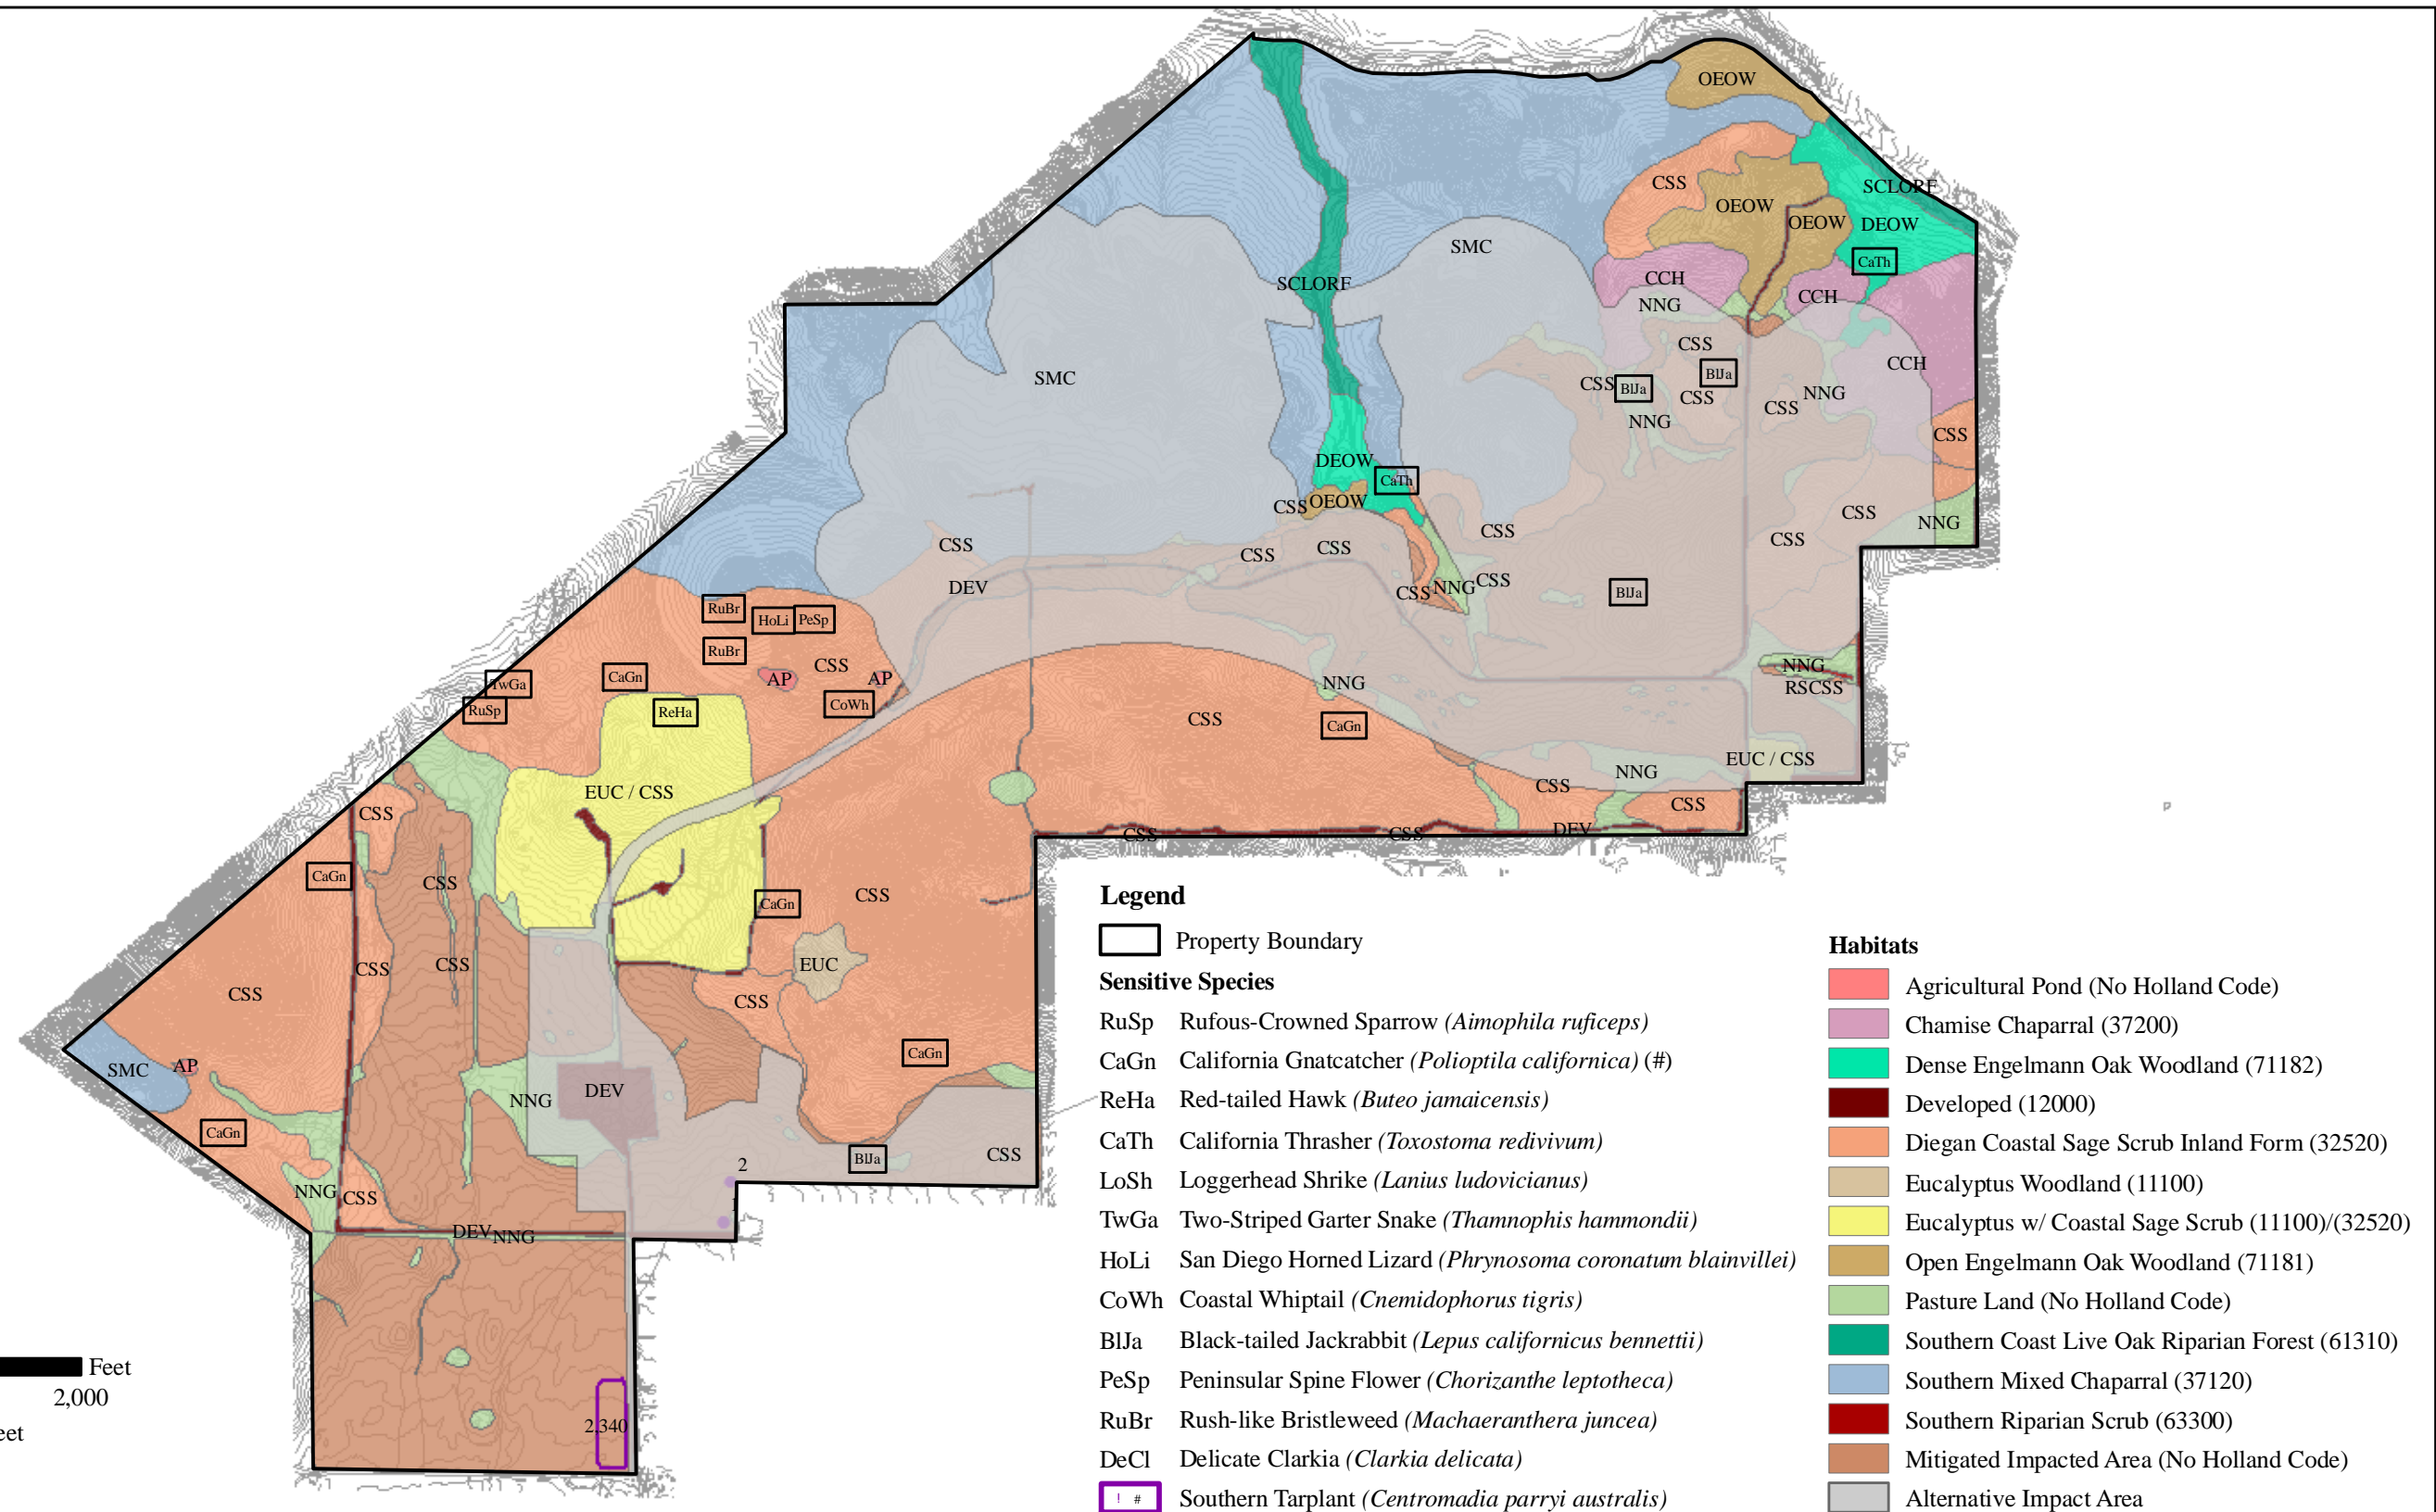 OEOW
CSS
SCLORF
OEOW
OEOW
DEOW
SMC
CaTh
CCH
SCLORF
CCH
NNG
CSS
CCH
SMC
BlJa
CSS
BlJa
NNG
CSS
CSS
NNG
CSS
DEOW
CaTh
CSS
OEOW
CSS
NNG
CSS
CSS
CSS
CSS
CSS
DEV
CSS
NNG
CSS
BlJa
RuBr
HoLi
PeSp
RuBr
CSS
NNG
TwGa
CaGn
AP
AP
NNG
RSCSS
RuSp
ReHa
CoWh
CSS
CaGn
EUC / CSS
NNG
EUC / CSS
CSS
CSS
CSS
CSS
CSS
DEV
CaGn
CSS
CaGn
CSS
CSS
CSS
EUC
CSS
CSS
CSS
SMC
AP
CaGn
DEV
NNG
CaGn
BlJa
CSS
2
1
NNG
CSS
DEV
NNG
2,340
Feet
2,000
eet
Legend
Property Boundary
Sensitive Species
RuSp Rufous-Crowned Sparrow (Aimophila ruficeps)
CaGn California Gnatcatcher (Polioptila californica) (#)
ReHa Red-tailed Hawk (Buteo jamaicensis)
CaTh California Thrasher (Toxostoma redivivum)
LoSh Loggerhead Shrike (Lanius ludovicianus)
TwGa Two-Striped Garter Snake (Thamnophis hammondii)
HoLi San Diego Horned Lizard (Phrynosoma coronatum blainvillei)
CoWh Coastal Whiptail (Cnemidophorus tigris)
BlJa Black-tailed Jackrabbit (Lepus californicus bennettii)
PeSp Peninsular Spine Flower (Chorizanthe leptotheca)
RuBr Rush-like Bristleweed (Machaeranthera juncea)
DeCl Delicate Clarkia (Clarkia delicata)
! # Southern Tarplant (Centromadia parryi australis)
Habitats
Agricultural Pond (No Holland Code)
Chamise Chaparral (37200)
Dense Engelmann Oak Woodland (71182)
Developed (12000)
Diegan Coastal Sage Scrub Inland Form (32520)
Eucalyptus Woodland (11100)
Eucalyptus w/ Coastal Sage Scrub (11100)/(32520)
Open Engelmann Oak Woodland (71181)
Pasture Land (No Holland Code)
Southern Coast Live Oak Riparian Forest (61310)
Southern Mixed Chaparral (37120)
Southern Riparian Scrub (63300)
Mitigated Impacted Area (No Holland Code)
Alternative Impact Area